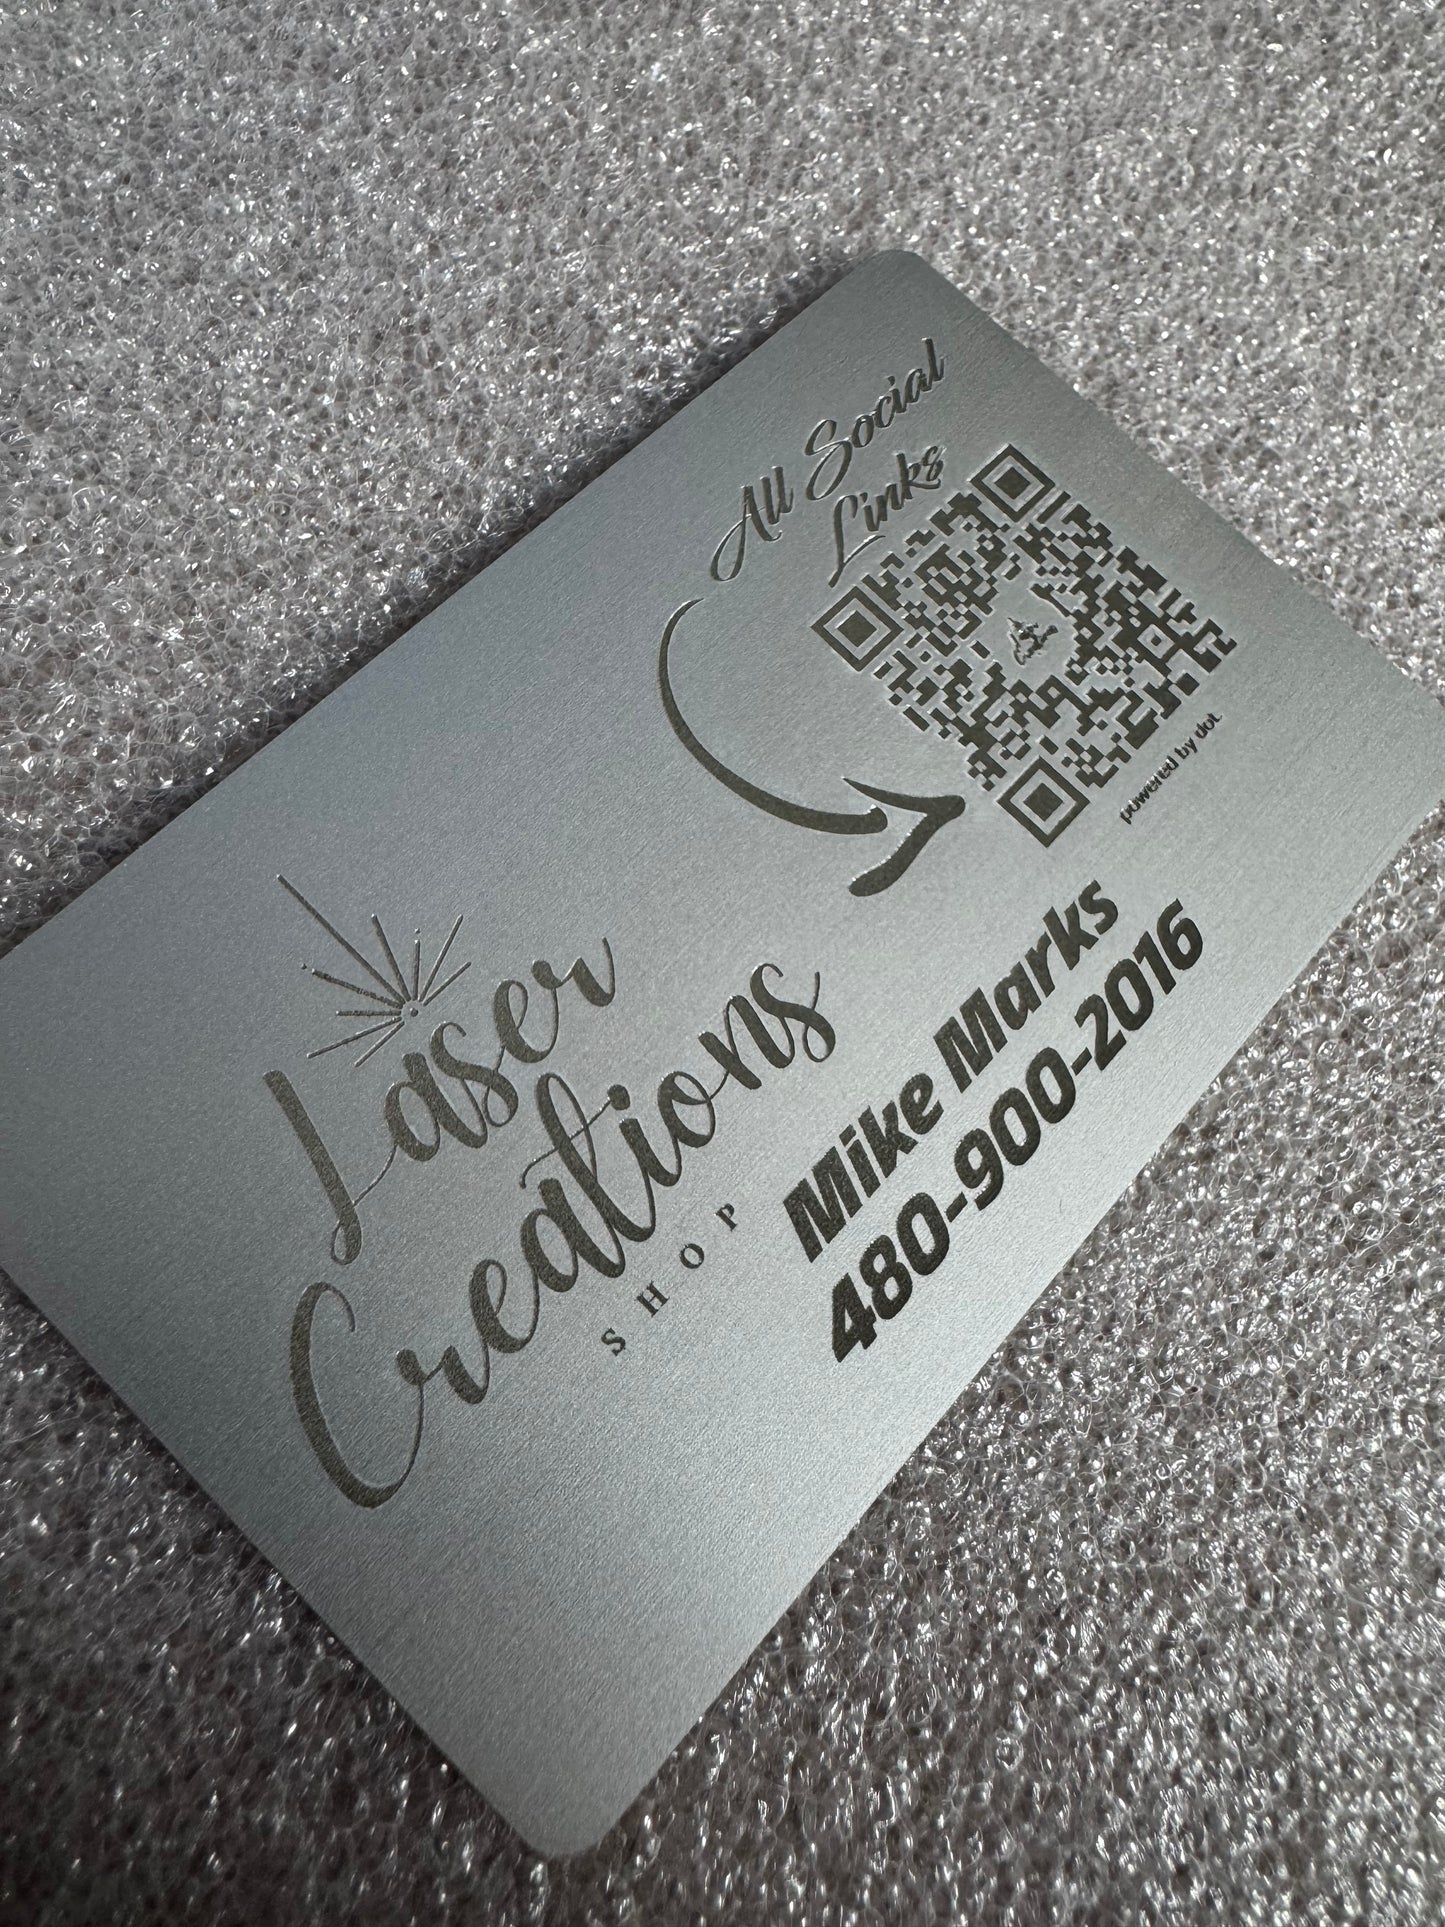 All Social
Links
powered by dot.
Laser
Creations
SHOP
Mike Marks
480-900-2016